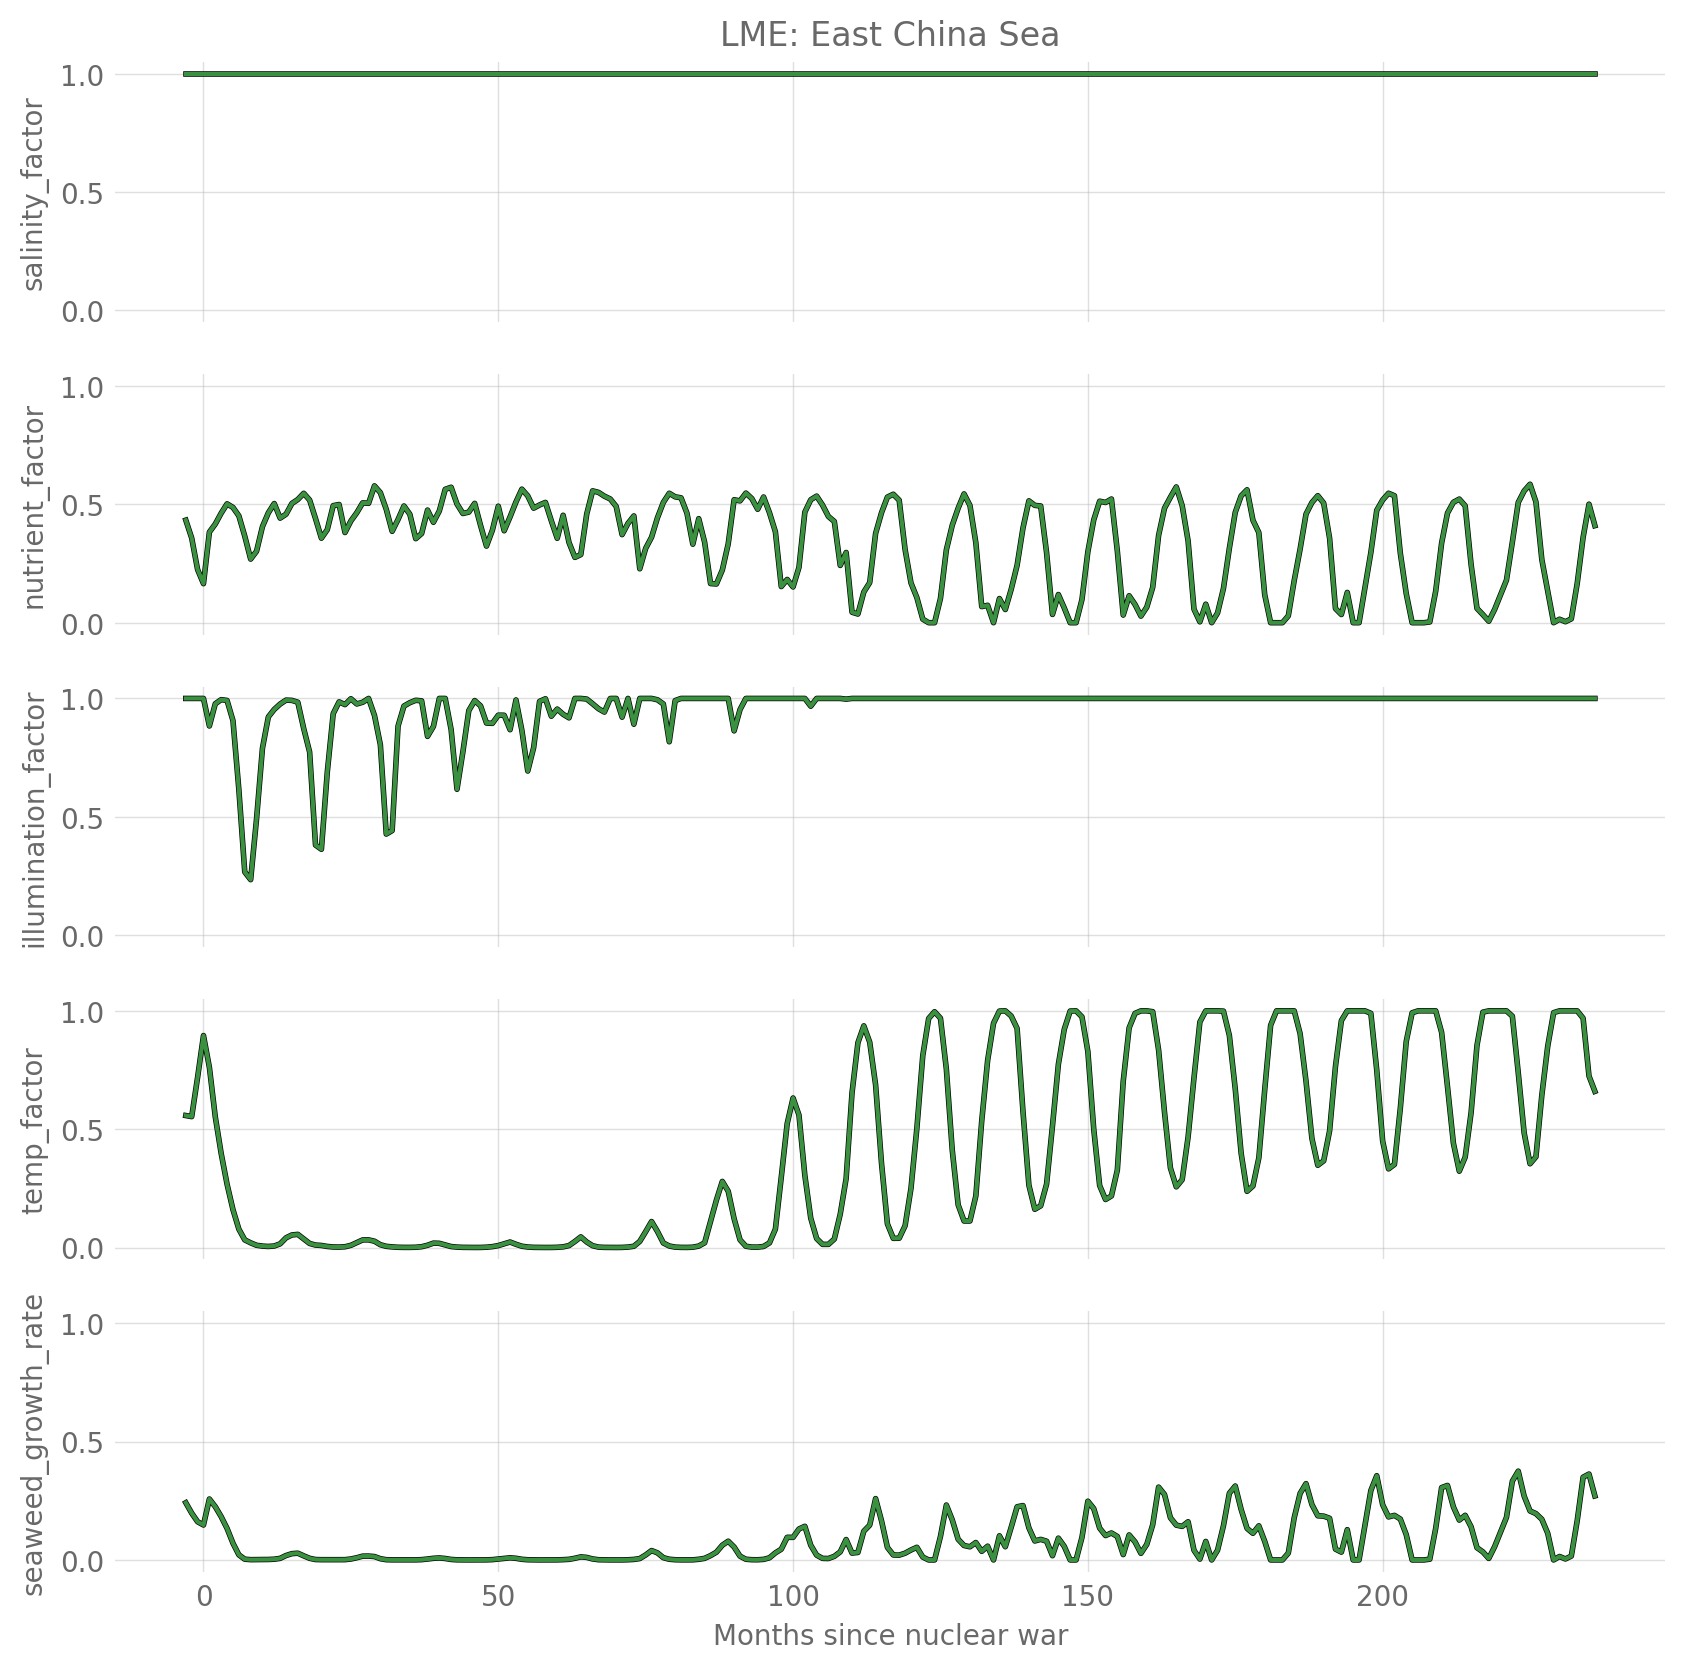 LME: East China Sea
salinity_factor
1.0
0.5
0.0
nutrient_factor
1.0
0.5
0.0
illumination_factor
1.0
0.5
0.0
temp_factor
1.0
0.5
0.0
seaweed_growth_rate
1.0
0.5
0.0
0 50 100 150 200
Months since nuclear war